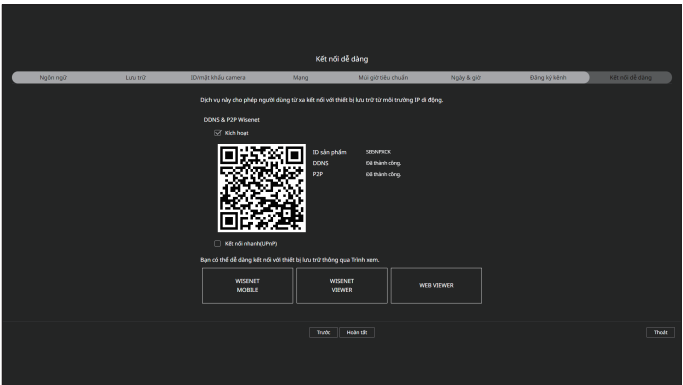 Kết nối dễ dàng
Ngôn ngữ Lưu trữ ID/mật khẩu camera Mạng Múi giờ tiêu chuẩn Ngày & giờ Đăng ký kênh Kết nối dễ dàng
Dịch vụ này cho phép người dùng từ xa kết nối với thiết bị lưu trữ từ môi trường IP di động.
DDNS & P2P Wisenet
Kích hoạt
ID sản phẩm
DDNS Đã thành công.
P2P Đã thành công.
Kết nối nhanh(UPnP)
Bạn có thể dễ dàng kết nối với thiết bị lưu trữ thông qua Trình xem.
WISENET
MOBILE
WISENET
VIEWER
WEB VIEWER
Trước Hoàn tất Thoát